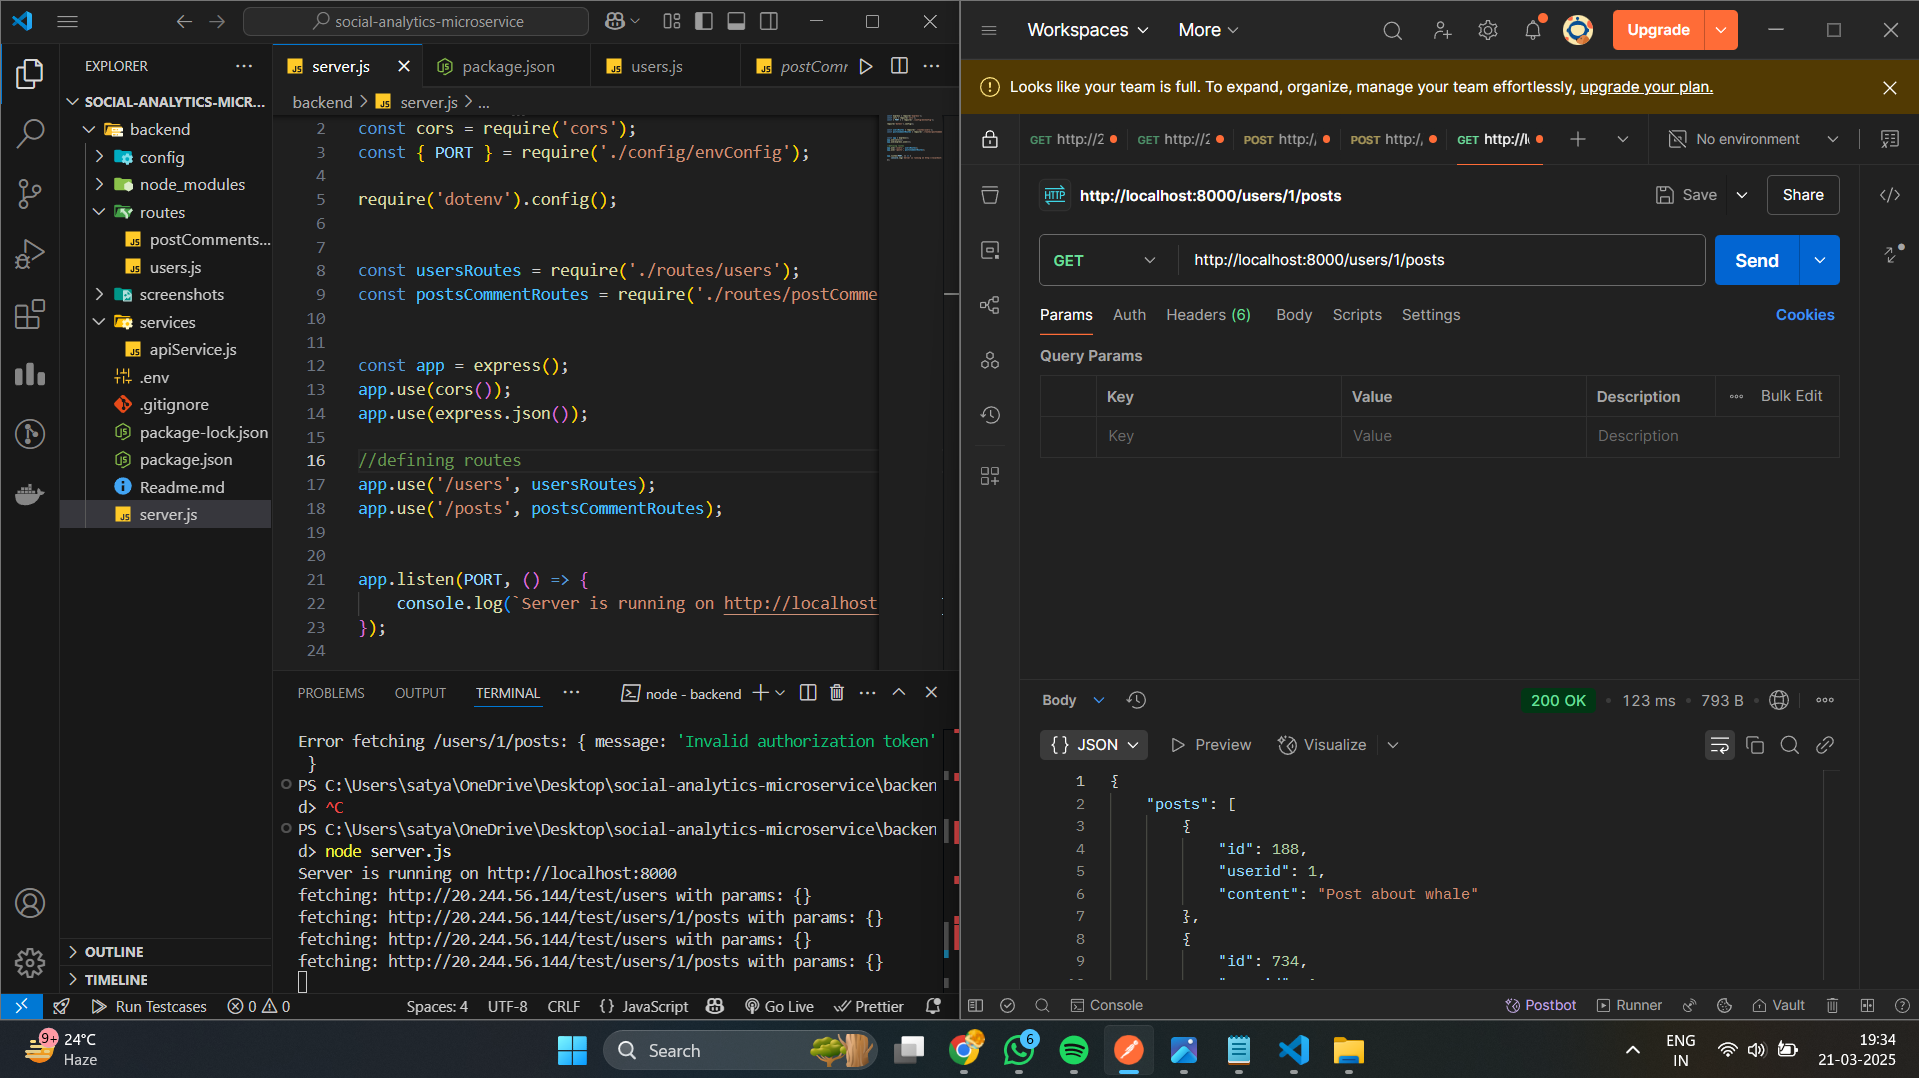 social-analytics-microservice
EXPLORER
SOCIAL-ANALYTICS-MICR...
backend
config
node_modules
routes
postComments...
users.js
screenshots
services
apiService.js
.env
.gitignore
package-lock.json
package.json
Readme.md
server.js
OUTLINE
TIMELINE
server.js
package.json
users.js
postComm
backend > server.js > ...
2 const cors = require('cors');
3 const { PORT } = require('./config/envConfig');
4
5 require('dotenv').config();
6
7
8 const usersRoutes = require('./routes/users');
9 const postsCommentRoutes = require('./routes/postComme
10
11
12 const app = express();
13 app.use(cors());
14 app.use(express.json());
15
16 //defining routes
17 app.use('/users', usersRoutes);
18 app.use('/posts', postsCommentRoutes);
19
20
21 app.listen(PORT, () => {
22 console.log(`Server is running on http://localhost
23 });
24
PROBLEMS OUTPUT TERMINAL ... node - backend
Error fetching /users/1/posts: { message: 'Invalid authorization token'
}
PS C:\Users\satya\OneDrive\Desktop\social-analytics-microservice\backen
d> ^C
PS C:\Users\satya\OneDrive\Desktop\social-analytics-microservice\backen
d> node server.js
Server is running on http://localhost:8000
fetching: http://20.244.56.144/test/users with params: {}
fetching: http://20.244.56.144/test/users/1/posts with params: {}
fetching: http://20.244.56.144/test/users with params: {}
fetching: http://20.244.56.144/test/users/1/posts with params: {}
Run Testcases 0 0 Spaces: 4 UTF-8 CRLF {} JavaScript Go Live Prettier
Workspaces More Upgrade
Looks like your team is full. To expand, organize, manage your team effortlessly, upgrade your plan.
GET http://2 GET http://2 POST http:/ POST http:/ GET http://l No environment
HTTP http://localhost:8000/users/1/posts Save Share
GET http://localhost:8000/users/1/posts Send
Params Auth Headers (6) Body Scripts Settings Cookies
Query Params
Key Value Description ... Bulk Edit
Key Value Description
Body 200 OK 123 ms 793 B
{} JSON Preview Visualize
1 {
2 "posts": [
3 {
4 "id": 188,
5 "userid": 1,
6 "content": "Post about whale"
7 },
8 {
9 "id": 734,
Console Postbot Runner Vault
9+ 24°C
Haze
Search
6
ENG
IN
19:34
21-03-2025